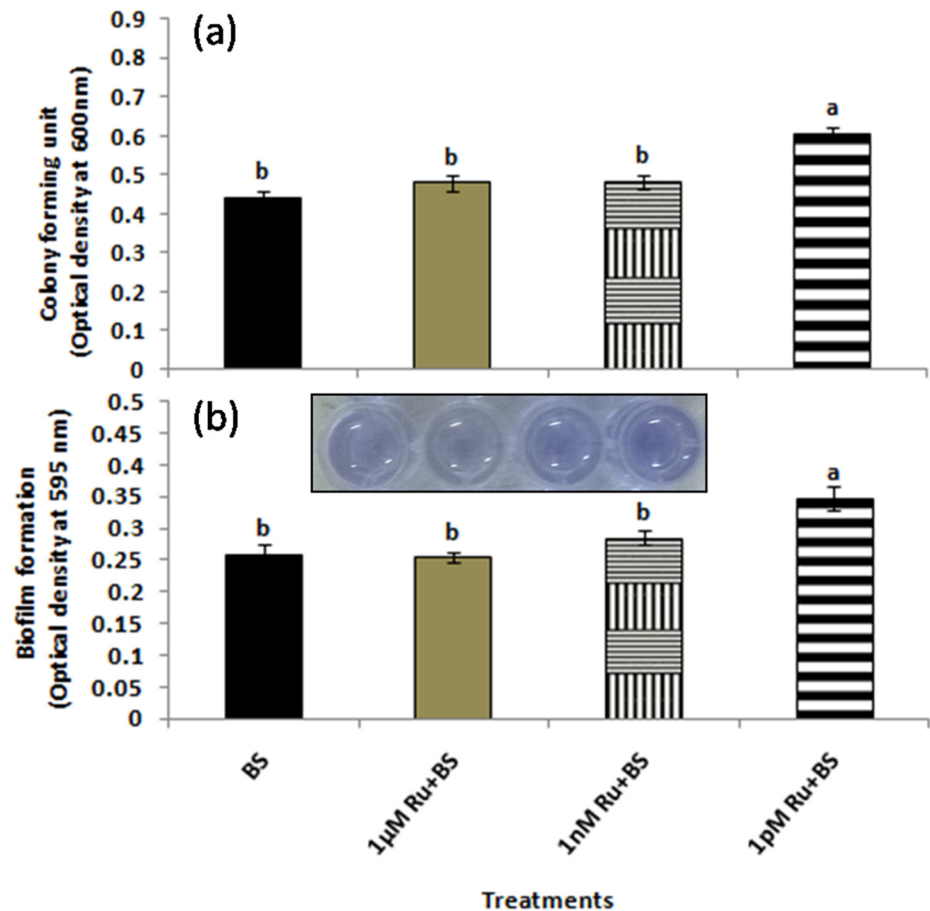 (a)
Colony forming unit
(Optical density at 600nm)
0.9
0.8
0.7
0.6
0.5
0.4
0.3
0.2
0.1
0
b
b
b
a
(b)
Biofilm formation
(Optical density at 595 nm)
0.5
0.45
0.4
0.35
0.3
0.25
0.2
0.15
0.1
0.05
0
b
b
b
a
BS
1µM Ru+BS
1nM Ru+BS
1pM Ru+BS
Treatments